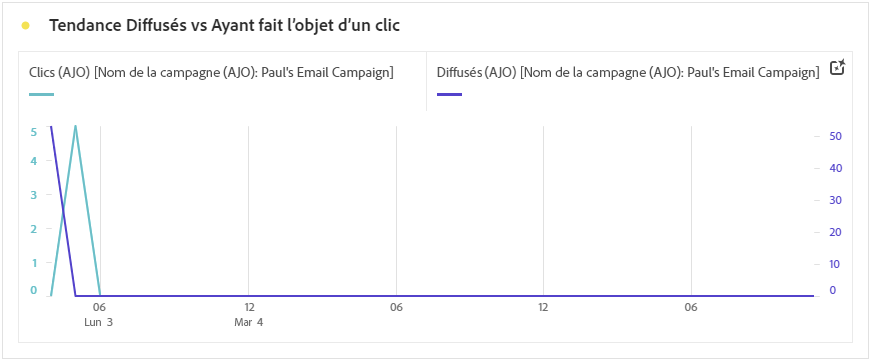 Tendance Diffusés vs Ayant fait l’objet d’un clic
Clics (AJO) [Nom de la campagne (AJO): Paul's Email Campaign]
Diffusés (AJO) [Nom de la campagne (AJO): Paul's Email Campaign]
5
4
3
2
1
0
50
40
30
20
10
0
06 12 06 12 06
Lun 3 Mar 4